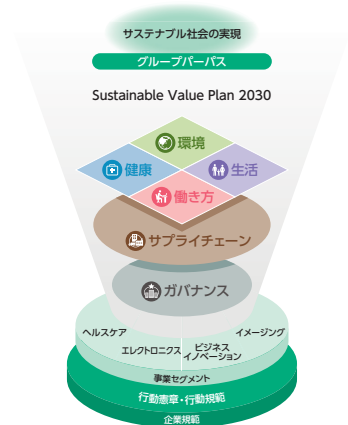 サステナブル社会の実現
グループパーパス
Sustainable Value Plan 2030
環境
健康
生活
働き方
サプライチェーン
ガバナンス
ヘルスケア
イメージング
エレクトロニクス
ビジネス
イノベーション
事業セグメント
行動憲章・行動規範
企業規範